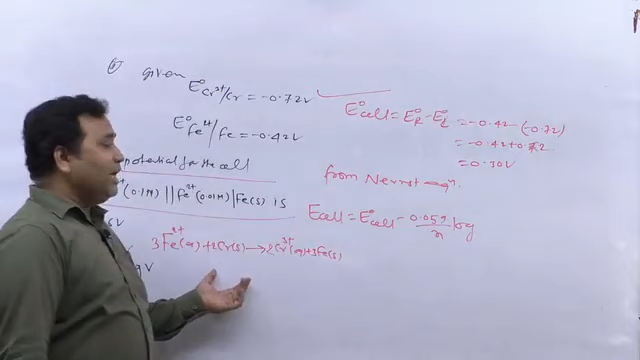 given E°Cr³⁺/Cr = -0.72V
E°Fe²⁺/Fe = -0.42V
potential for the cell
(0.1M) || Fe²⁺(0.01M) | Fe(s) is
V
V
3Fe²⁺(aq) + 2Cr(s) → 2Cr³⁺(aq) + 3Fe(s)
E°cell = E°R - E°L = -0.42 - (-0.72)
= -0.42 + 0.72
= 0.30V
from Nernst eqⁿ.
Ecell = E°cell - 0.059/n log